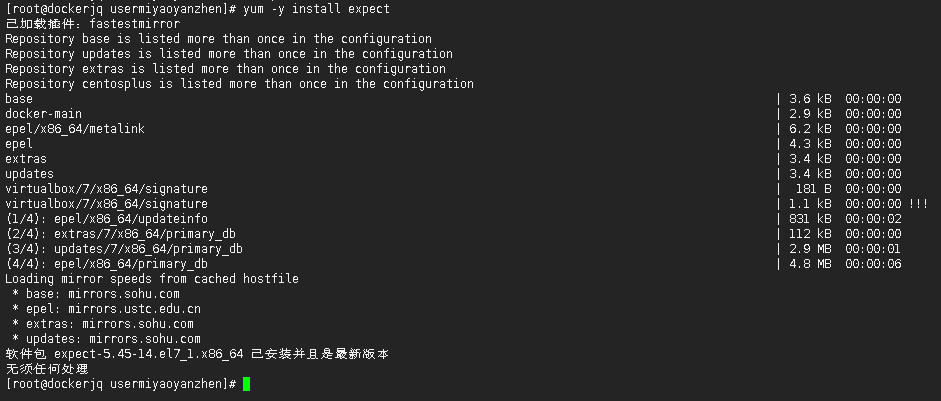 [root@dockerjq usermiyaoyanzhen]# yum -y install expect
已加载插件：fastestmirror
Repository base is listed more than once in the configuration
Repository updates is listed more than once in the configuration
Repository extras is listed more than once in the configuration
Repository centosplus is listed more than once in the configuration
base | 3.6 kB 00:00:00
docker-main | 2.9 kB 00:00:00
epel/x86_64/metalink | 6.2 kB 00:00:00
epel | 4.3 kB 00:00:00
extras | 3.4 kB 00:00:00
updates | 3.4 kB 00:00:00
virtualbox/7/x86_64/signature | 181 B 00:00:00
virtualbox/7/x86_64/signature | 1.1 kB 00:00:00 !!!
(1/4): epel/x86_64/updateinfo | 831 kB 00:00:02
(2/4): extras/7/x86_64/primary_db | 112 kB 00:00:00
(3/4): updates/7/x86_64/primary_db | 2.9 MB 00:00:01
(4/4): epel/x86_64/primary_db | 4.8 MB 00:00:06
Loading mirror speeds from cached hostfile
 * base: mirrors.sohu.com
 * epel: mirrors.ustc.edu.cn
 * extras: mirrors.sohu.com
 * updates: mirrors.sohu.com
软件包 expect-5.45-14.el7_1.x86_64 已安装并且是最新版本
无须任何处理
[root@dockerjq usermiyaoyanzhen]#